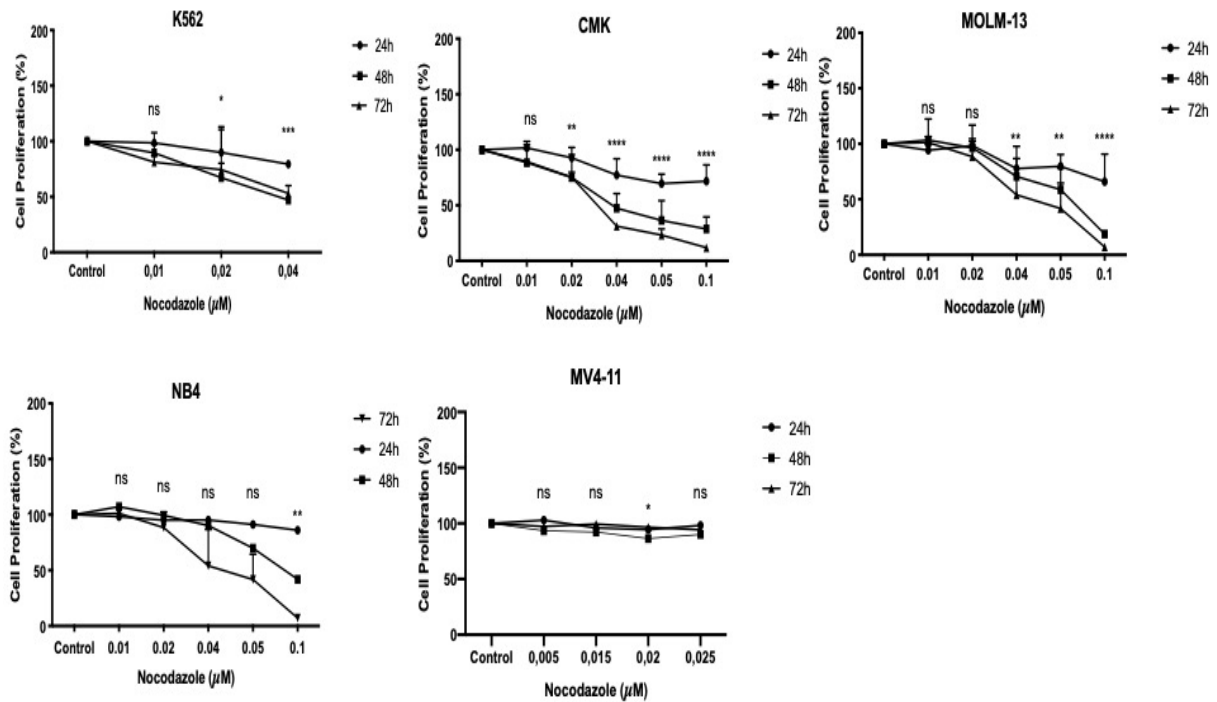 K562
Cell Proliferation (%)
200
150
100
50
0
ns
*
***
24h
48h
72h
Control
0,01
0,02
0,04
Nocodazole (µM)
CMK
Cell Proliferation (%)
200
150
100
50
0
ns
**
****
****
****
24h
48h
72h
Control
0.01
0.02
0.04
0.05
0.1
Nocodazole (µM)
MOLM-13
Cell Proliferation (%)
200
150
100
50
0
ns
ns
**
**
****
24h
48h
72h
Control
0.01
0.02
0.04
0.05
0.1
Nocodazole (µM)
NB4
Cell Proliferation (%)
200
150
100
50
0
ns
ns
ns
ns
**
72h
24h
48h
Control
0.01
0.02
0.04
0.05
0.1
Nocodazole (µM)
MV4-11
Cell Proliferation (%)
200
150
100
50
0
ns
ns
*
ns
24h
48h
72h
Control
0,005
0,015
0,02
0,025
Nocodazole (µM)